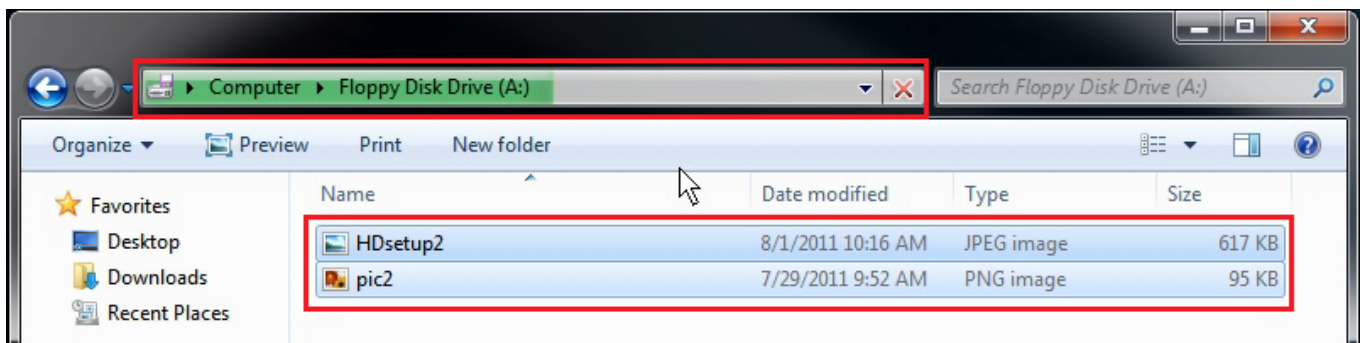 Computer Floppy Disk Drive (A:) Search Floppy Disk Drive (A:)
Organize Preview Print New folder
Favorites
Desktop
Downloads
Recent Places
Name Date modified Type Size
HDsetup2 8/1/2011 10:16 AM JPEG image 617 KB
pic2 7/29/2011 9:52 AM PNG image 95 KB